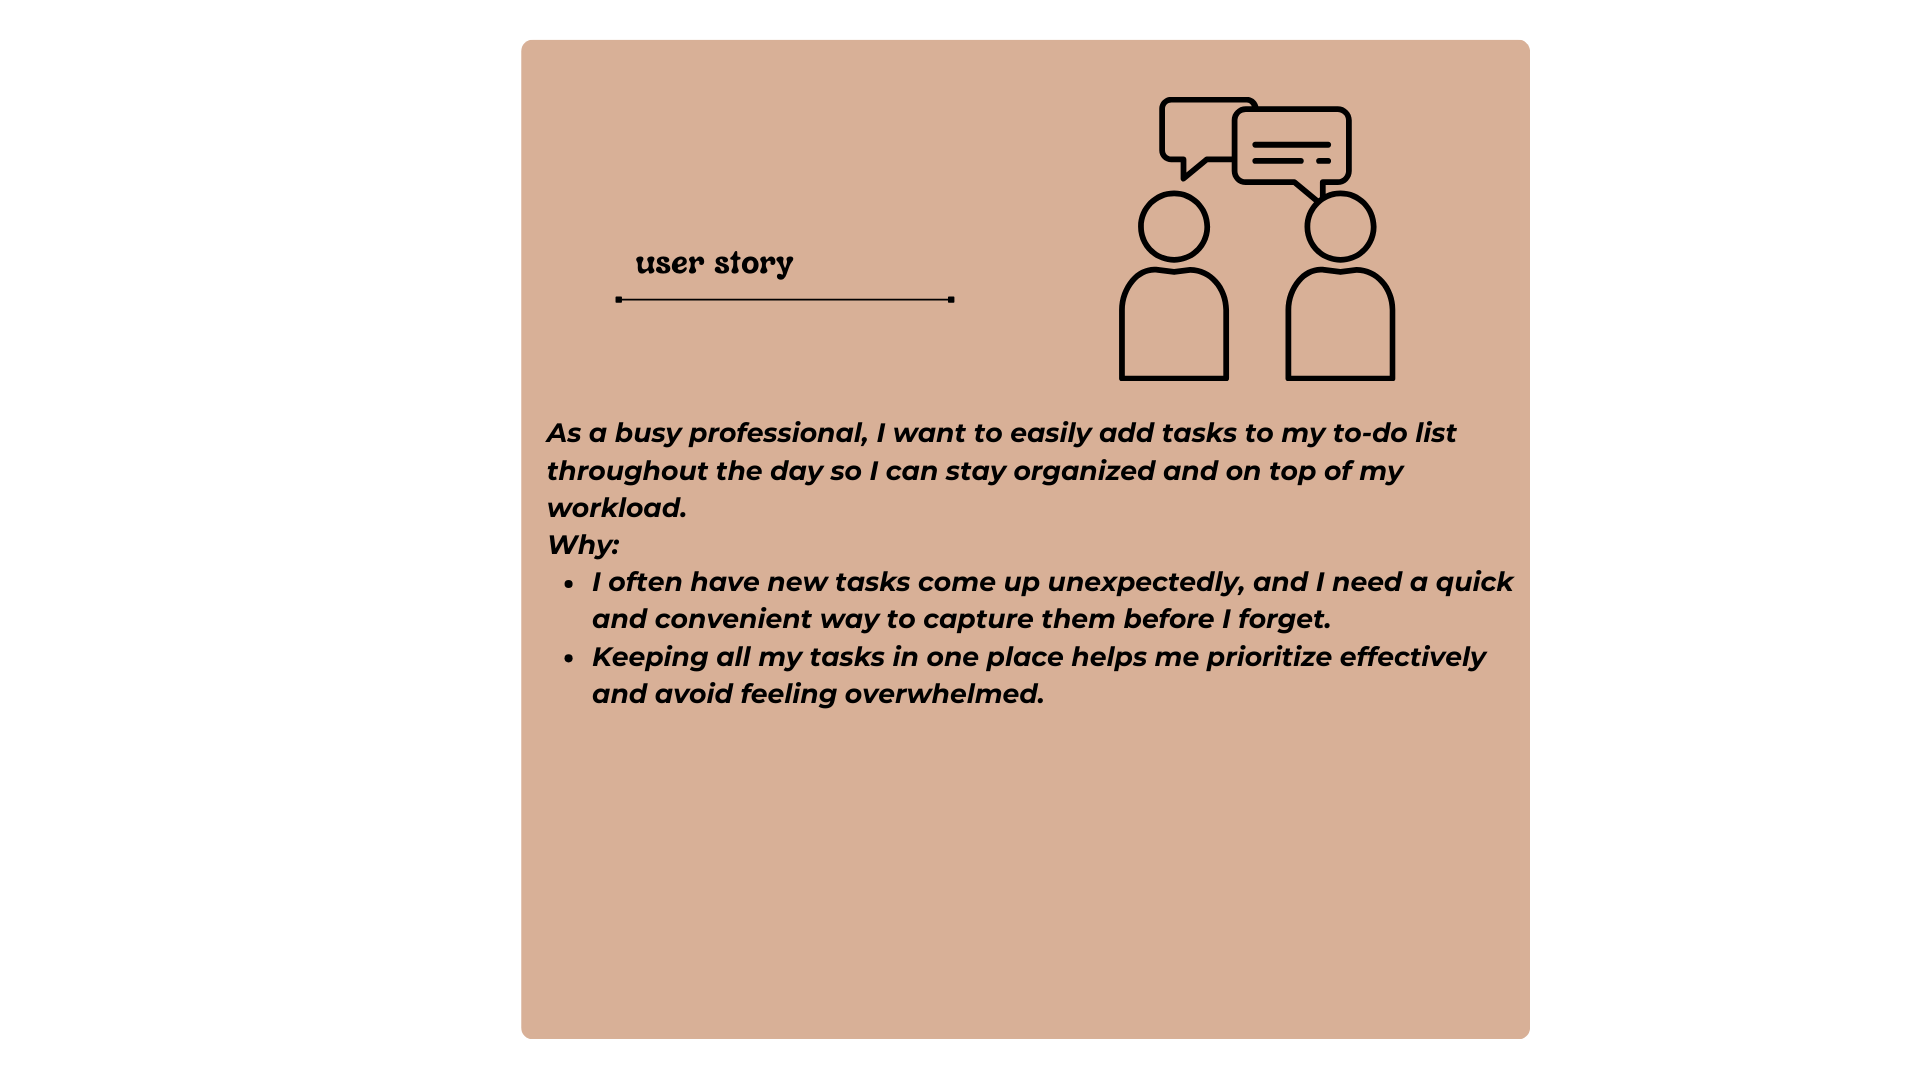 user story
As a busy professional, I want to easily add tasks to my to-do list
throughout the day so I can stay organized and on top of my
workload.
Why:
• I often have new tasks come up unexpectedly, and I need a quick
and convenient way to capture them before I forget.
• Keeping all my tasks in one place helps me prioritize effectively
and avoid feeling overwhelmed.